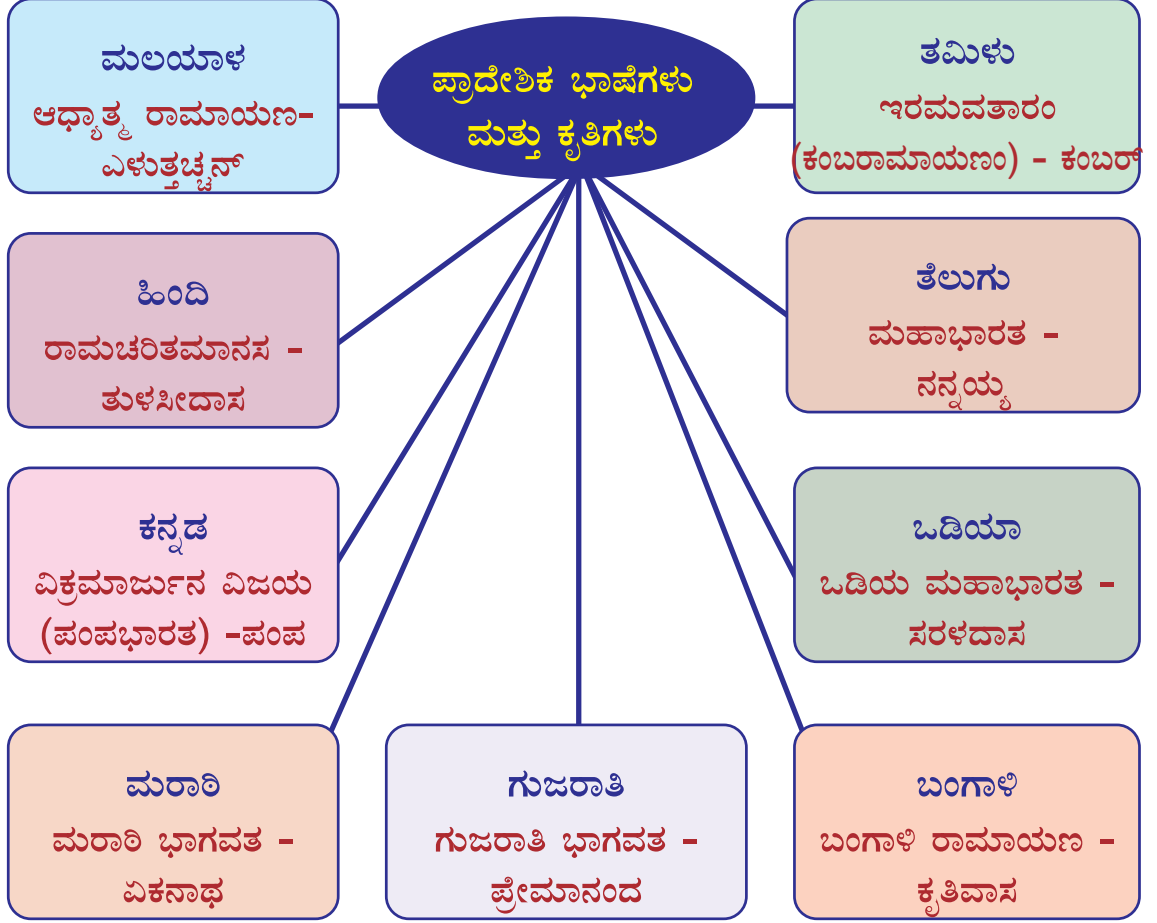 ಪ್ರಾದೇಶಿಕ ಭಾಷೆಗಳು
ಮತ್ತು ಕೃತಿಗಳು
ಮಲಯಾಳ
ಆಧ್ಯಾತ್ಮ ರಾಮಾಯಣ-
ಎಳುತ್ತಚ್ಚನ್
ತಮಿಳು
ಇರಮವತಾರಂ
(ಕಂಬರಾಮಾಯಣಂ) - ಕಂಬರ್
ಹಿಂದಿ
ರಾಮಚರಿತಮಾನಸ -
ತುಳಸೀದಾಸ
ತೆಲುಗು
ಮಹಾಭಾರತ -
ನನ್ನಯ್ಯ
ಕನ್ನಡ
ವಿಕ್ರಮಾರ್ಜುನ ವಿಜಯ
(ಪಂಪಭಾರತ) -ಪಂಪ
ಒಡಿಯಾ
ಒಡಿಯ ಮಹಾಭಾರತ -
ಸರಳದಾಸ
ಮರಾಠಿ
ಮರಾಠಿ ಭಾಗವತ -
ಏಕನಾಥ
ಗುಜರಾತಿ
ಗುಜರಾತಿ ಭಾಗವತ -
ಪ್ರೇಮಾನಂದ
ಬಂಗಾಳಿ
ಬಂಗಾಳಿ ರಾಮಾಯಣ -
ಕೃತಿವಾಸ